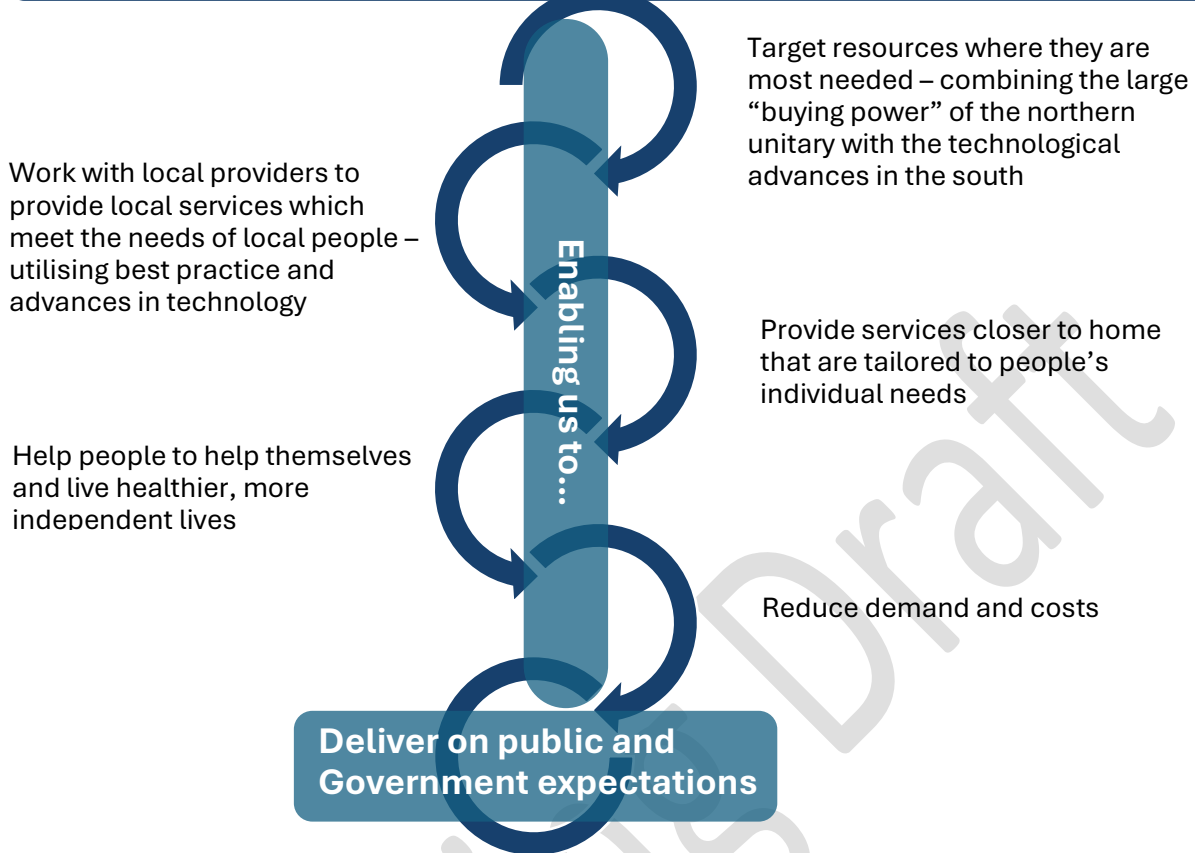 Target resources where they are
most needed – combining the large
“buying power” of the northern
unitary with the technological
advances in the south
Work with local providers to
provide local services which
meet the needs of local people –
utilising best practice and
advances in technology
Enabling us to...
Provide services closer to home
that are tailored to people’s
individual needs
Help people to help themselves
and live healthier, more
independent lives
Reduce demand and costs
Deliver on public and
Government expectations
ing Draft